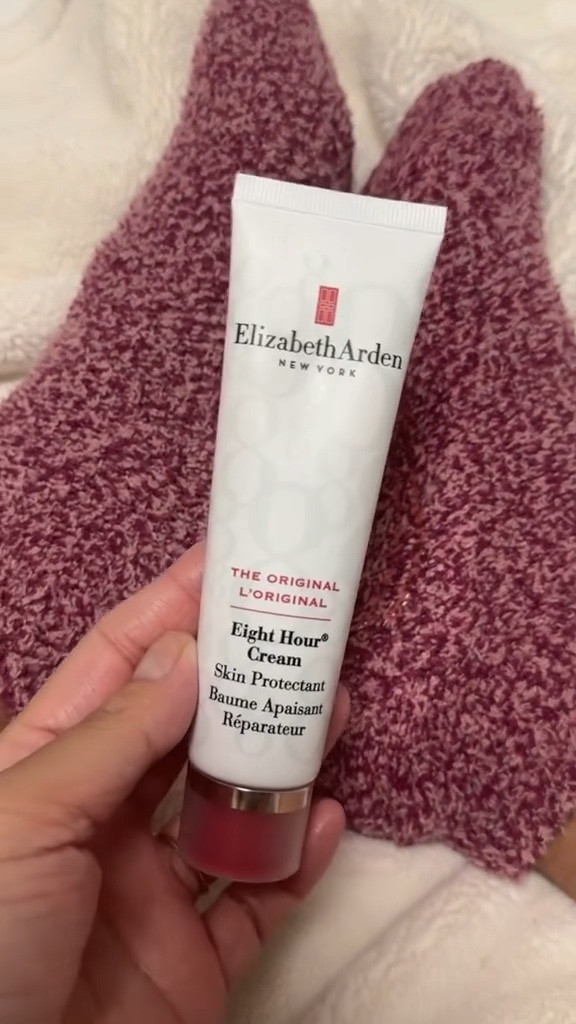 ElizabethArden
NEW YORK
THE ORIGINAL
L'ORIGINAL
Eight Hour®
Cream
Skin Protectant
Baume Apaisant
Réparateur